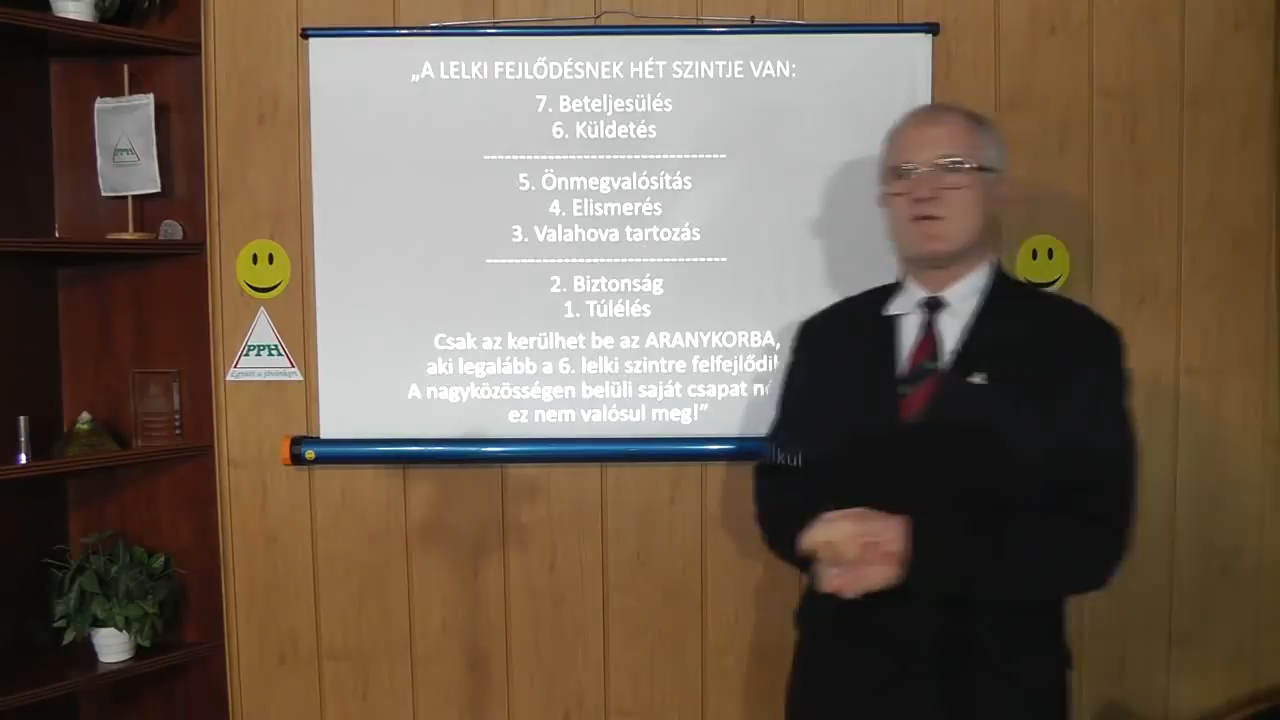 „A LELKI FEJLŐDÉSNEK HÉT SZINTJE VAN:
7. Beteljesülés
6. Küldetés
---------------------------
5. Önmegvalósítás
4. Elismerés
3. Valahova tartozás
---------------------------
2. Biztonság
1. Túlélés
Csak az kerülhet be az ARANYKORBA,
aki legalább a 6. lelki szintre
A nagyközösségen belüli saját csapat
ez nem valósul meg!”
PPH
Együtt a jövőnkért